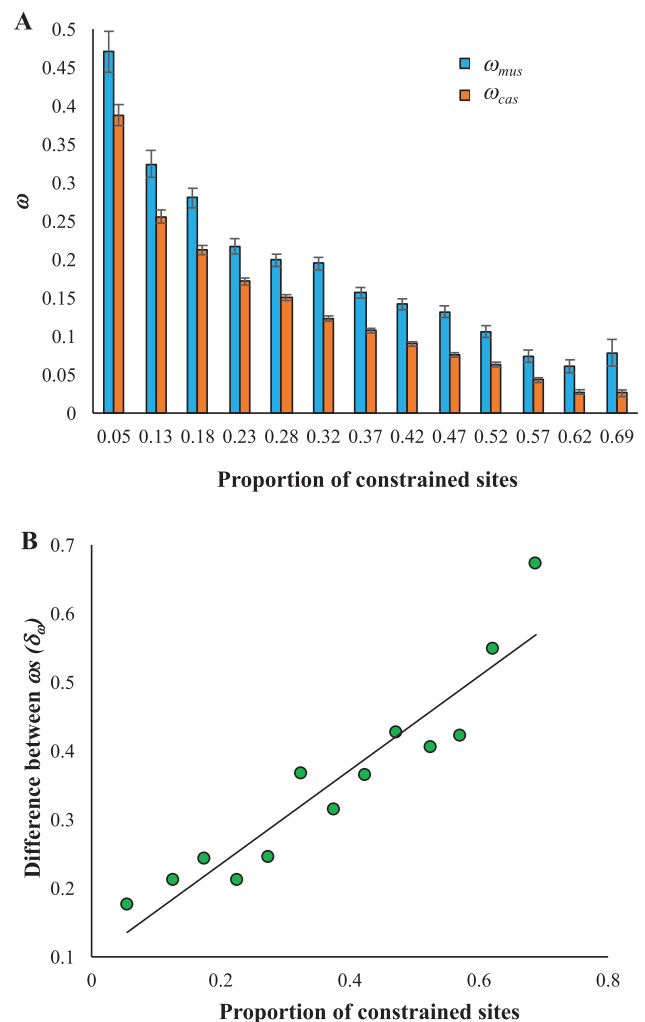 A
0.5
0.45
0.4
0.35
0.3
0.25
0.2
0.15
0.1
0.05
0
ω
ωmus
ωcas
0.05 0.13 0.18 0.23 0.28 0.32 0.37 0.42 0.47 0.52 0.57 0.62 0.69
Proportion of constrained sites
B
0.7
0.6
0.5
0.4
0.3
0.2
0.1
Difference between ωs (δω)
0 0.2 0.4 0.6 0.8
Proportion of constrained sites